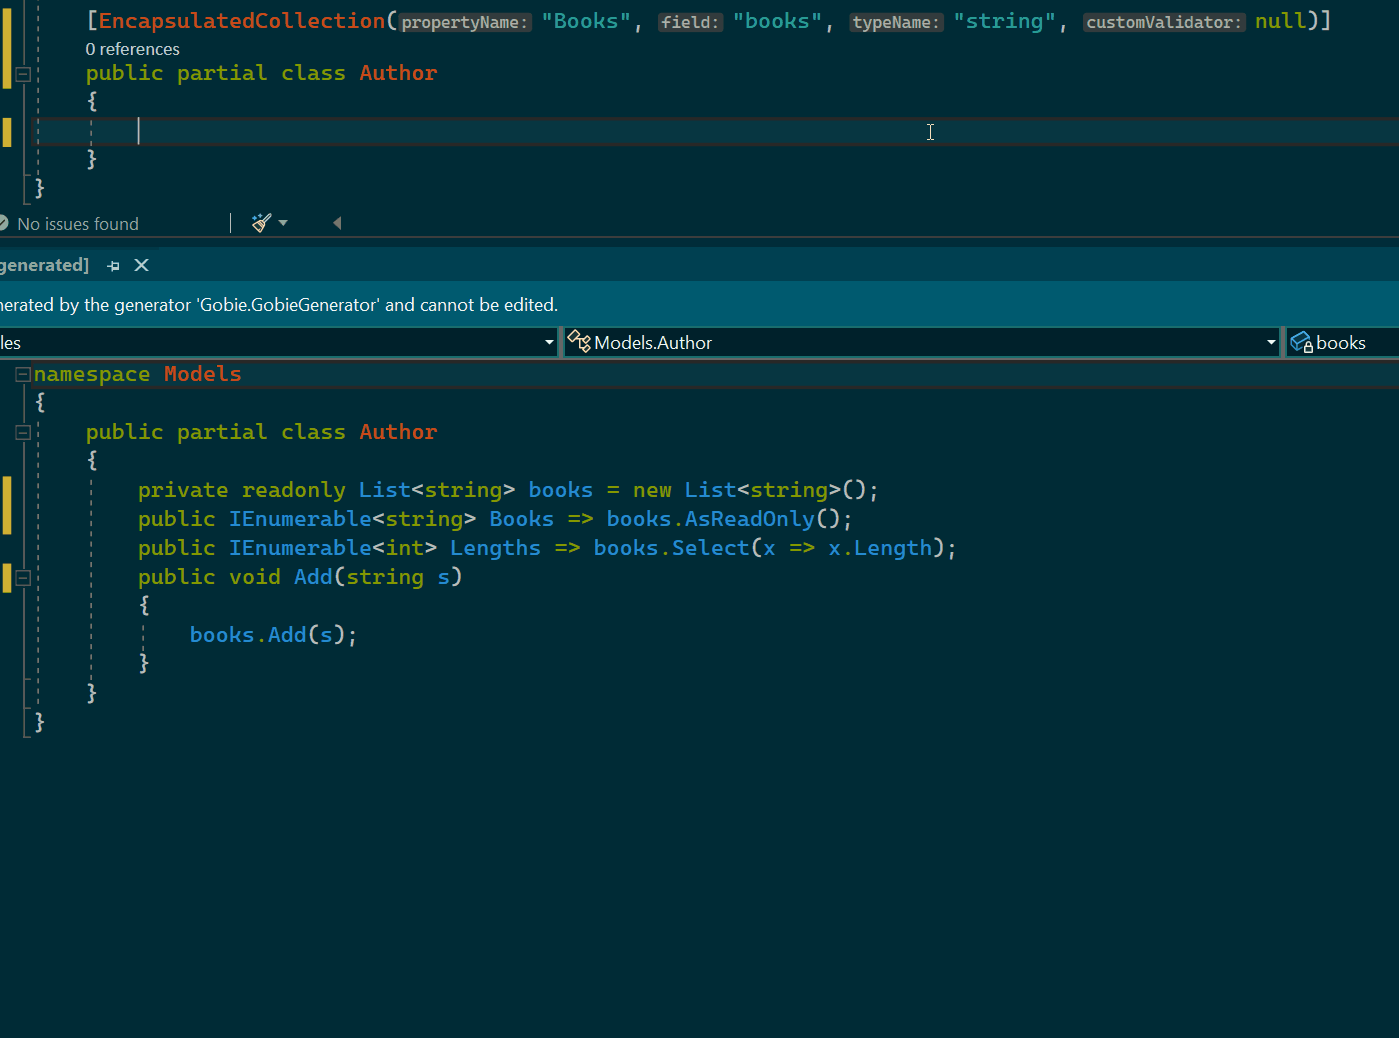 [EncapsulatedCollection(propertyName: "Books", field: "books", typeName: "string", customValidator: null)]
0 references
public partial class Author
{
}
}
No issues found
generated]
nerated by the generator 'Gobie.GobieGenerator' and cannot be edited.
les Models.Author books
namespace Models
{
public partial class Author
{
private readonly List<string> books = new List<string>();
public IEnumerable<string> Books => books.AsReadOnly();
public IEnumerable<int> Lengths => books.Select(x => x.Length);
public void Add(string s)
{
books.Add(s);
}
}
}